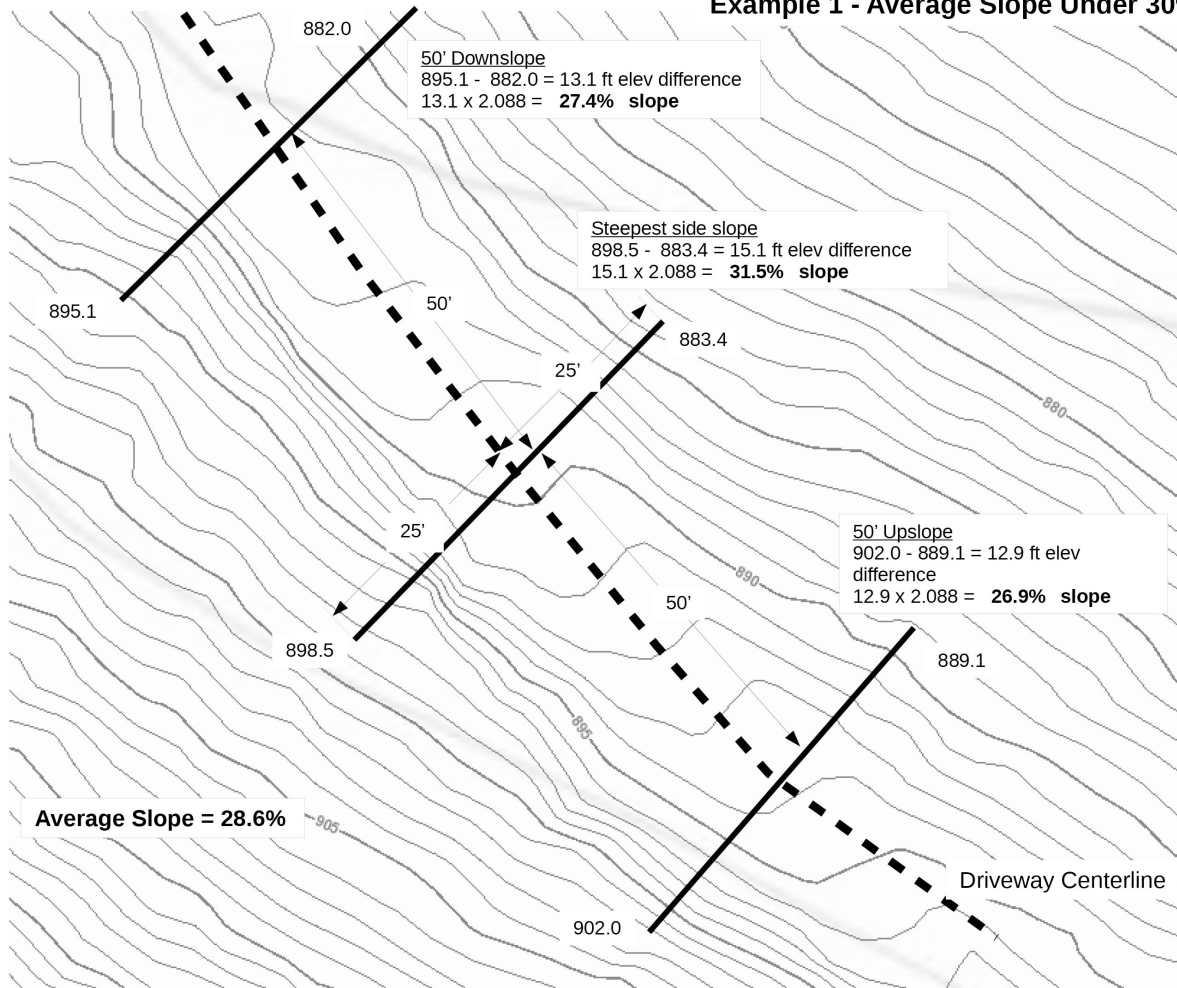 Example 1 - Average Slope Under 30
882.0
50’ Downslope
895.1 - 882.0 = 13.1 ft elev difference
13.1 x 2.088 = 27.4% slope
Steepest side slope
898.5 - 883.4 = 15.1 ft elev difference
15.1 x 2.088 = 31.5% slope
895.1
50’
883.4
25’
880
25’
50’ Upslope
902.0 - 889.1 = 12.9 ft elev
difference
12.9 x 2.088 = 26.9% slope
890
50’
898.5
889.1
895
Average Slope = 28.6%
905
Driveway Centerline
902.0